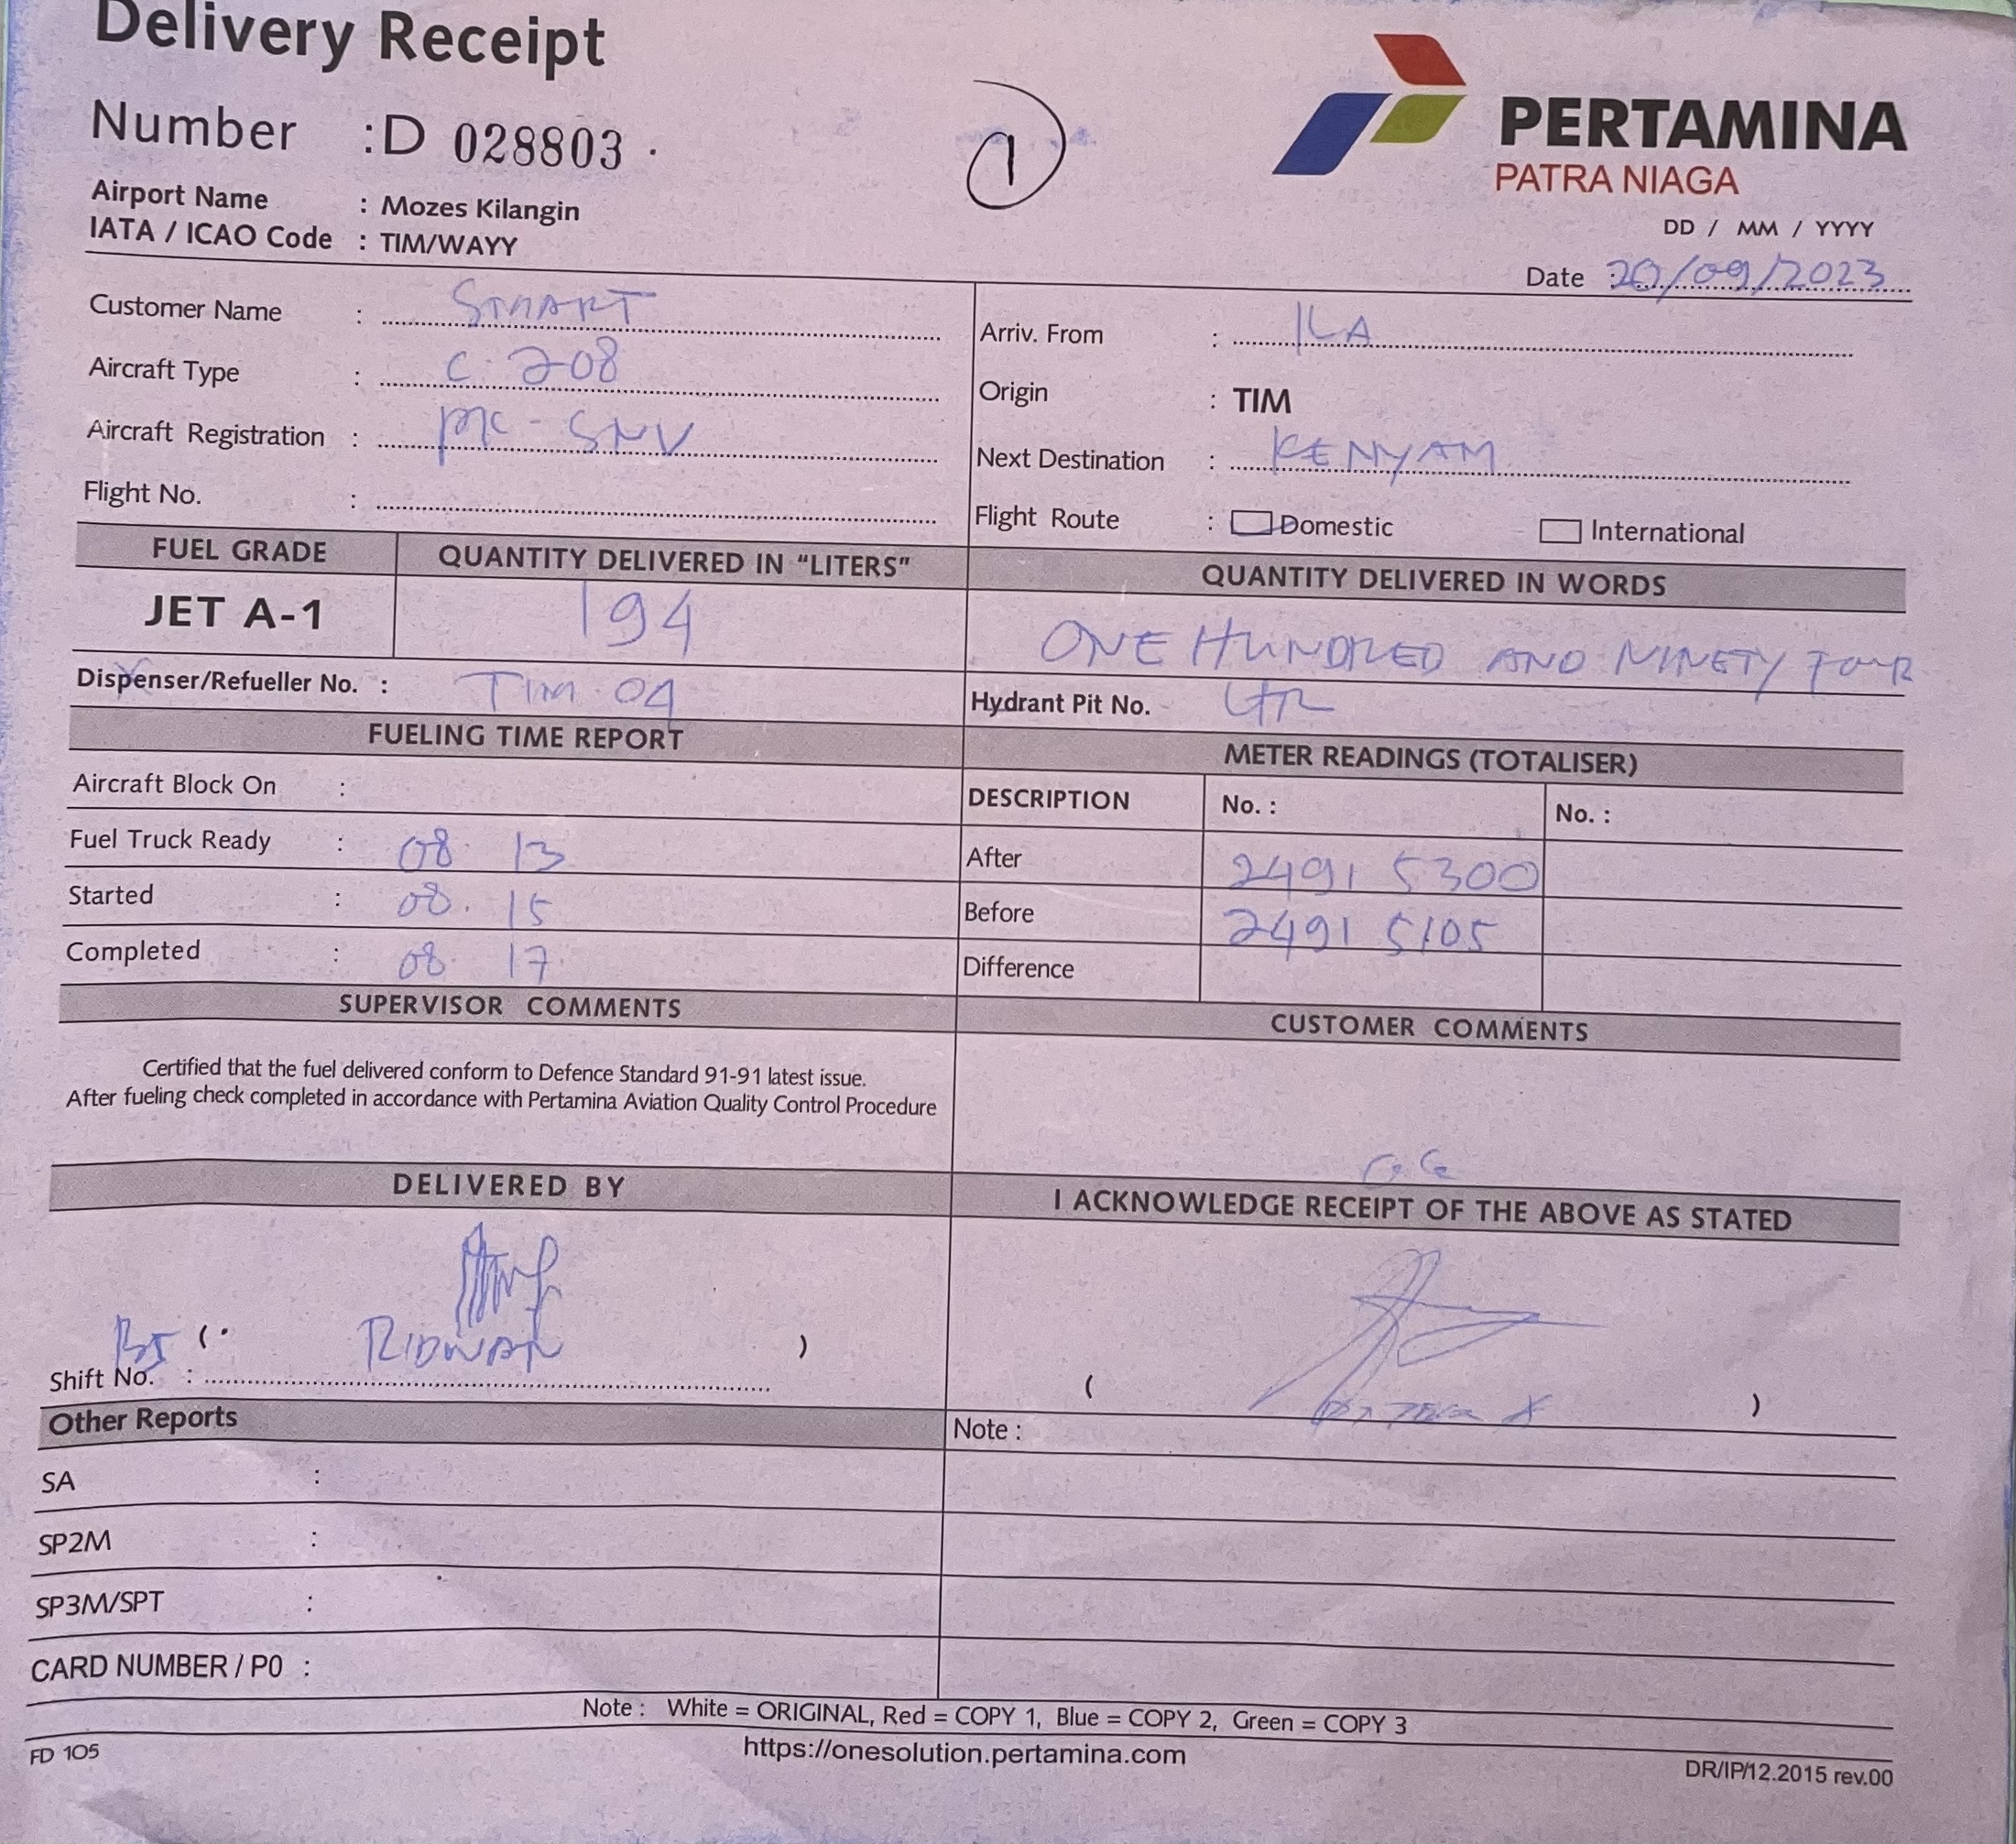 Delivery Receipt
Number : D 028803 .
1
PERTAMINA
PATRA NIAGA
Airport Name : Mozes Kilangin
IATA / ICAO Code : TIM/WAYY
DD / MM / YYYY
Date : 20/09/2023
Customer Name : SMART
Aircraft Type : C. 208
Aircraft Registration : PK - SNV
Flight No. :
Arriv. From : ILA
Origin : TIM
Next Destination : KENYAM
Flight Route : Domestic International
FUEL GRADE QUANTITY DELIVERED IN "LITERS" QUANTITY DELIVERED IN WORDS
JET A-1 194 ONE HUNDRED AND NINETY FOUR
Dispenser/Refueller No. : TIM. 04 Hydrant Pit No. LTR
FUELING TIME REPORT METER READINGS (TOTALISER)
Aircraft Block On : DESCRIPTION No. : No. :
Fuel Truck Ready : 08 13 After 2491 5300
Started : 08. 15 Before 2491 5105
Completed : 08 17 Difference
SUPERVISOR COMMENTS CUSTOMER COMMENTS
Certified that the fuel delivered conform to Defence Standard 91-91 latest issue.
After fueling check completed in accordance with Pertamina Aviation Quality Control Procedure
DELIVERED BY I ACKNOWLEDGE RECEIPT OF THE ABOVE AS STATED
( RIDWAN ) ( )
Shift No. :
Other Reports Note :
SA :
SP2M :
SP3M/SPT :
CARD NUMBER / P0 :
Note : White = ORIGINAL, Red = COPY 1, Blue = COPY 2, Green = COPY 3
FD 105 https://onesolution.pertamina.com DR/IP/12.2015 rev.00